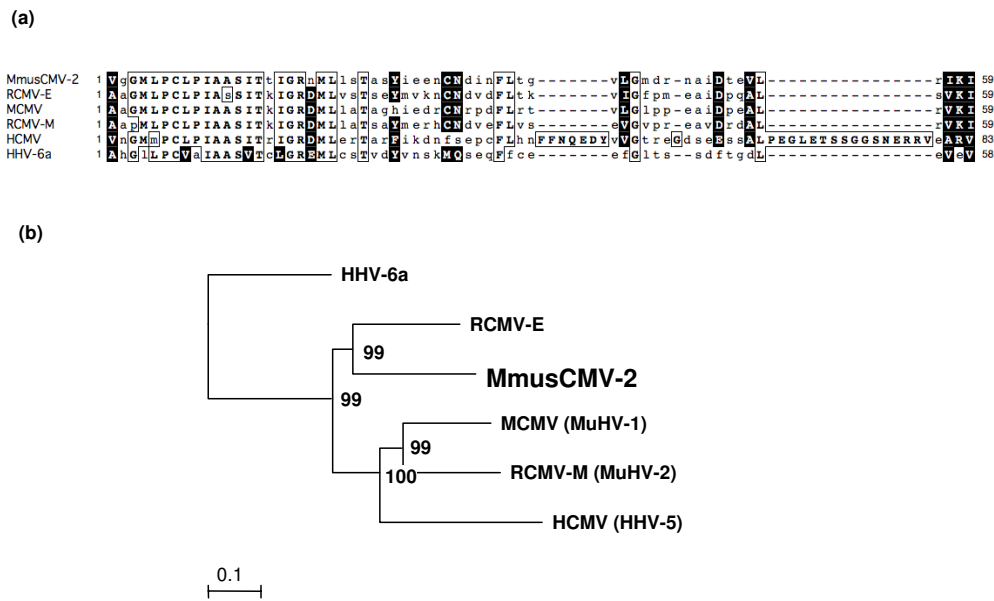 (a)
MmusCMV-2 1 VgGMLPCLPIAASITtIGRnMLlsTasYieenCNdinFLtg-------vLGmdr-naiDteVL----------------rIKI 59
RCMV-E 1 AaGMLPCLPIAsSITkIGRDMLvsTseYmvknCNdvdFLtk-------vIGfpm-eaiDpqAL----------------sVKI 59
MCMV 1 AaGMLPCLPIAASITkIGRDMLlaTaghiedrCNrpdFLrt-------vLGlpp-eaiDteAL----------------rVKI 59
RCMV-M 1 AapMLPCLPIAASITkIGRDMLlaTsaYmerhCNdveFLvs-------eVGvpr-eavDrdAL----------------rVKI 59
HCMV 1 VnGMmPCLPIAASITrIGRDMLerTarFikdnfsepcFLhnFFNQEDYvvGtreGdseEssALPEGLETSSGGSNERRVeARV 83
HHV-6a 1 AhGlLPCVaIAASVTcLGREMLcsTvdYvnskMQseqFfce-------efGlts--sdftgdL----------------eVeV 58
(b)
HHV-6a
RCMV-E
99
MmusCMV-2
99
MCMV (MuHV-1)
99
100
RCMV-M (MuHV-2)
HCMV (HHV-5)
0.1